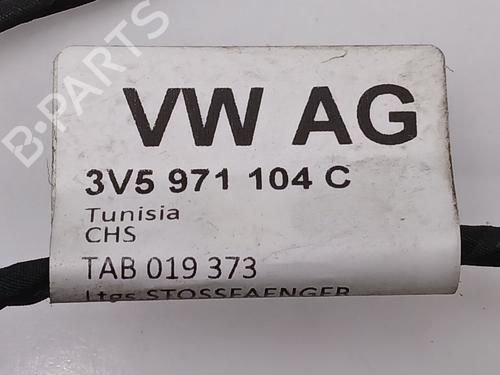 B-PARTS
VW AG
3V5 971 104 C
Tunisia
CHS
TAB 019 373
Ltgs STOSSFAENGER